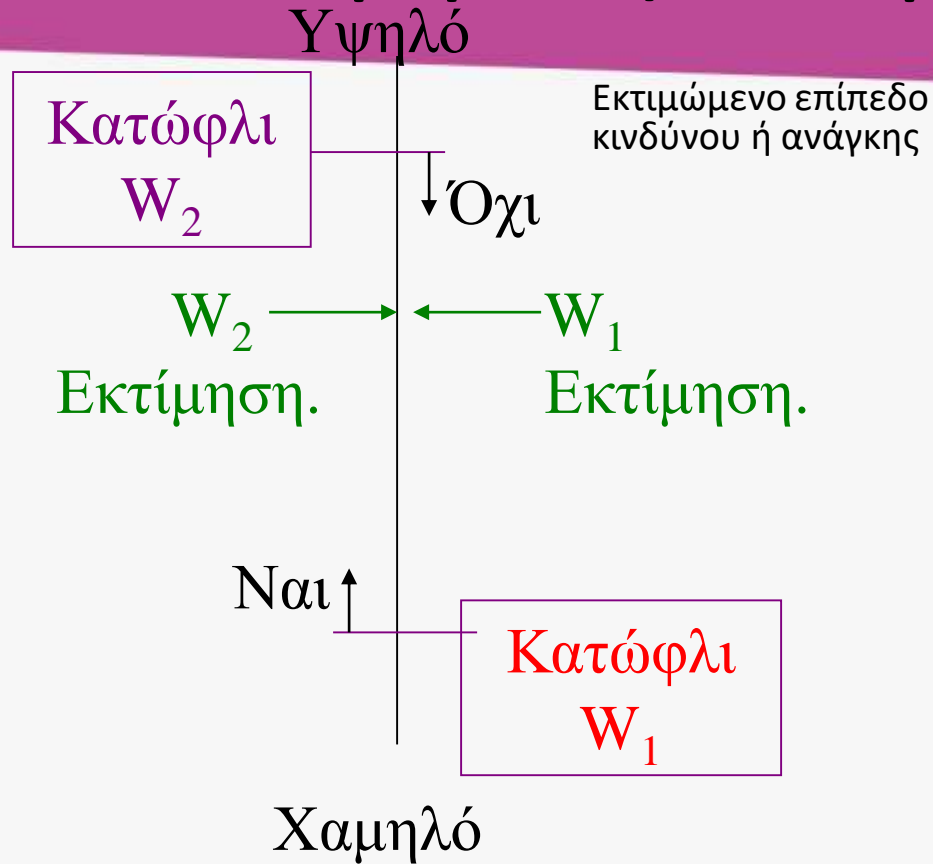 Υψηλό
Εκτιμώμενο επίπεδο
κινδύνου ή ανάγκης
Κατώφλι
W₂
Όχι
W₂
Εκτίμηση.
W₁
Εκτίμηση.
Ναι
Κατώφλι
W₁
Χαμηλό